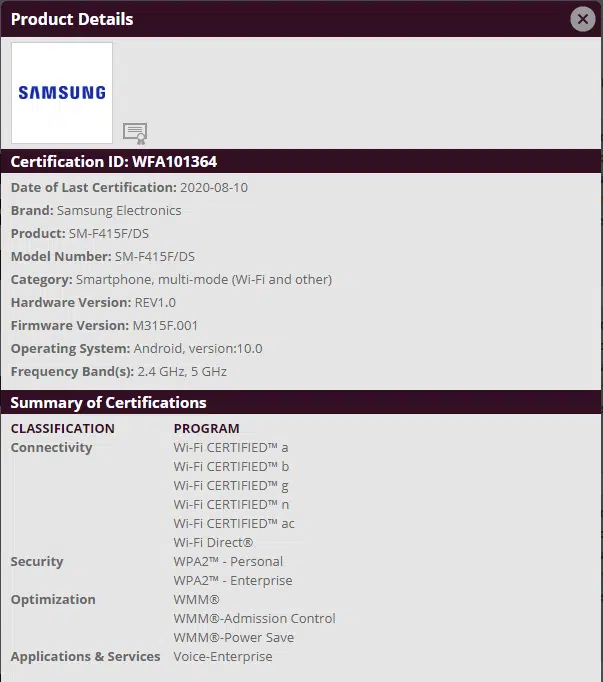 Product Details
SAMSUNG
Certification ID: WFA101364
Date of Last Certification: 2020-08-10
Brand: Samsung Electronics
Product: SM-F415F/DS
Model Number: SM-F415F/DS
Category: Smartphone, multi-mode (Wi-Fi and other)
Hardware Version: REV1.0
Firmware Version: M315F.001
Operating System: Android, version:10.0
Frequency Band(s): 2.4 GHz, 5 GHz
Summary of Certifications
CLASSIFICATION PROGRAM
Connectivity Wi-Fi CERTIFIED™ a
Wi-Fi CERTIFIED™ b
Wi-Fi CERTIFIED™ g
Wi-Fi CERTIFIED™ n
Wi-Fi CERTIFIED™ ac
Wi-Fi Direct®
Security WPA2™ - Personal
WPA2™ - Enterprise
Optimization WMM®
WMM®-Admission Control
WMM®-Power Save
Applications & Services Voice-Enterprise